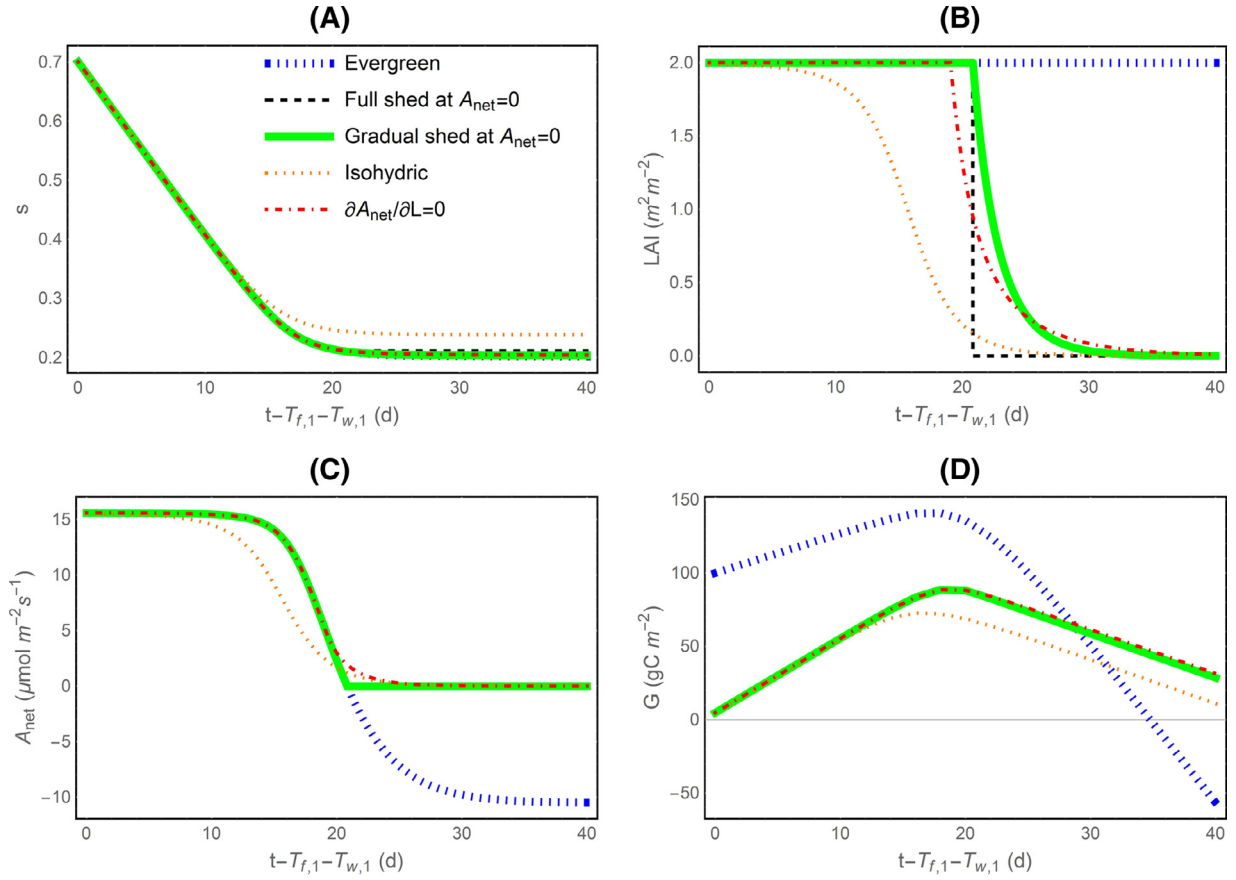 (A)
0.7
0.6
0.5
0.4
0.3
0.2
s
Evergreen
Full shed at Anet=0
Gradual shed at Anet=0
Isohydric
∂Anet/∂L=0
0 10 20 30 40
t−Tf,1−Tw,1 (d)
(B)
2.0
1.5
1.0
0.5
0.0
LAI (m² m⁻²)
0 10 20 30 40
t−Tf,1−Tw,1 (d)
(C)
15
10
5
0
−5
−10
Anet (μmol m⁻² s⁻¹)
0 10 20 30 40
t−Tf,1−Tw,1 (d)
(D)
150
100
50
0
−50
G (gC m⁻²)
0 10 20 30 40
t−Tf,1−Tw,1 (d)